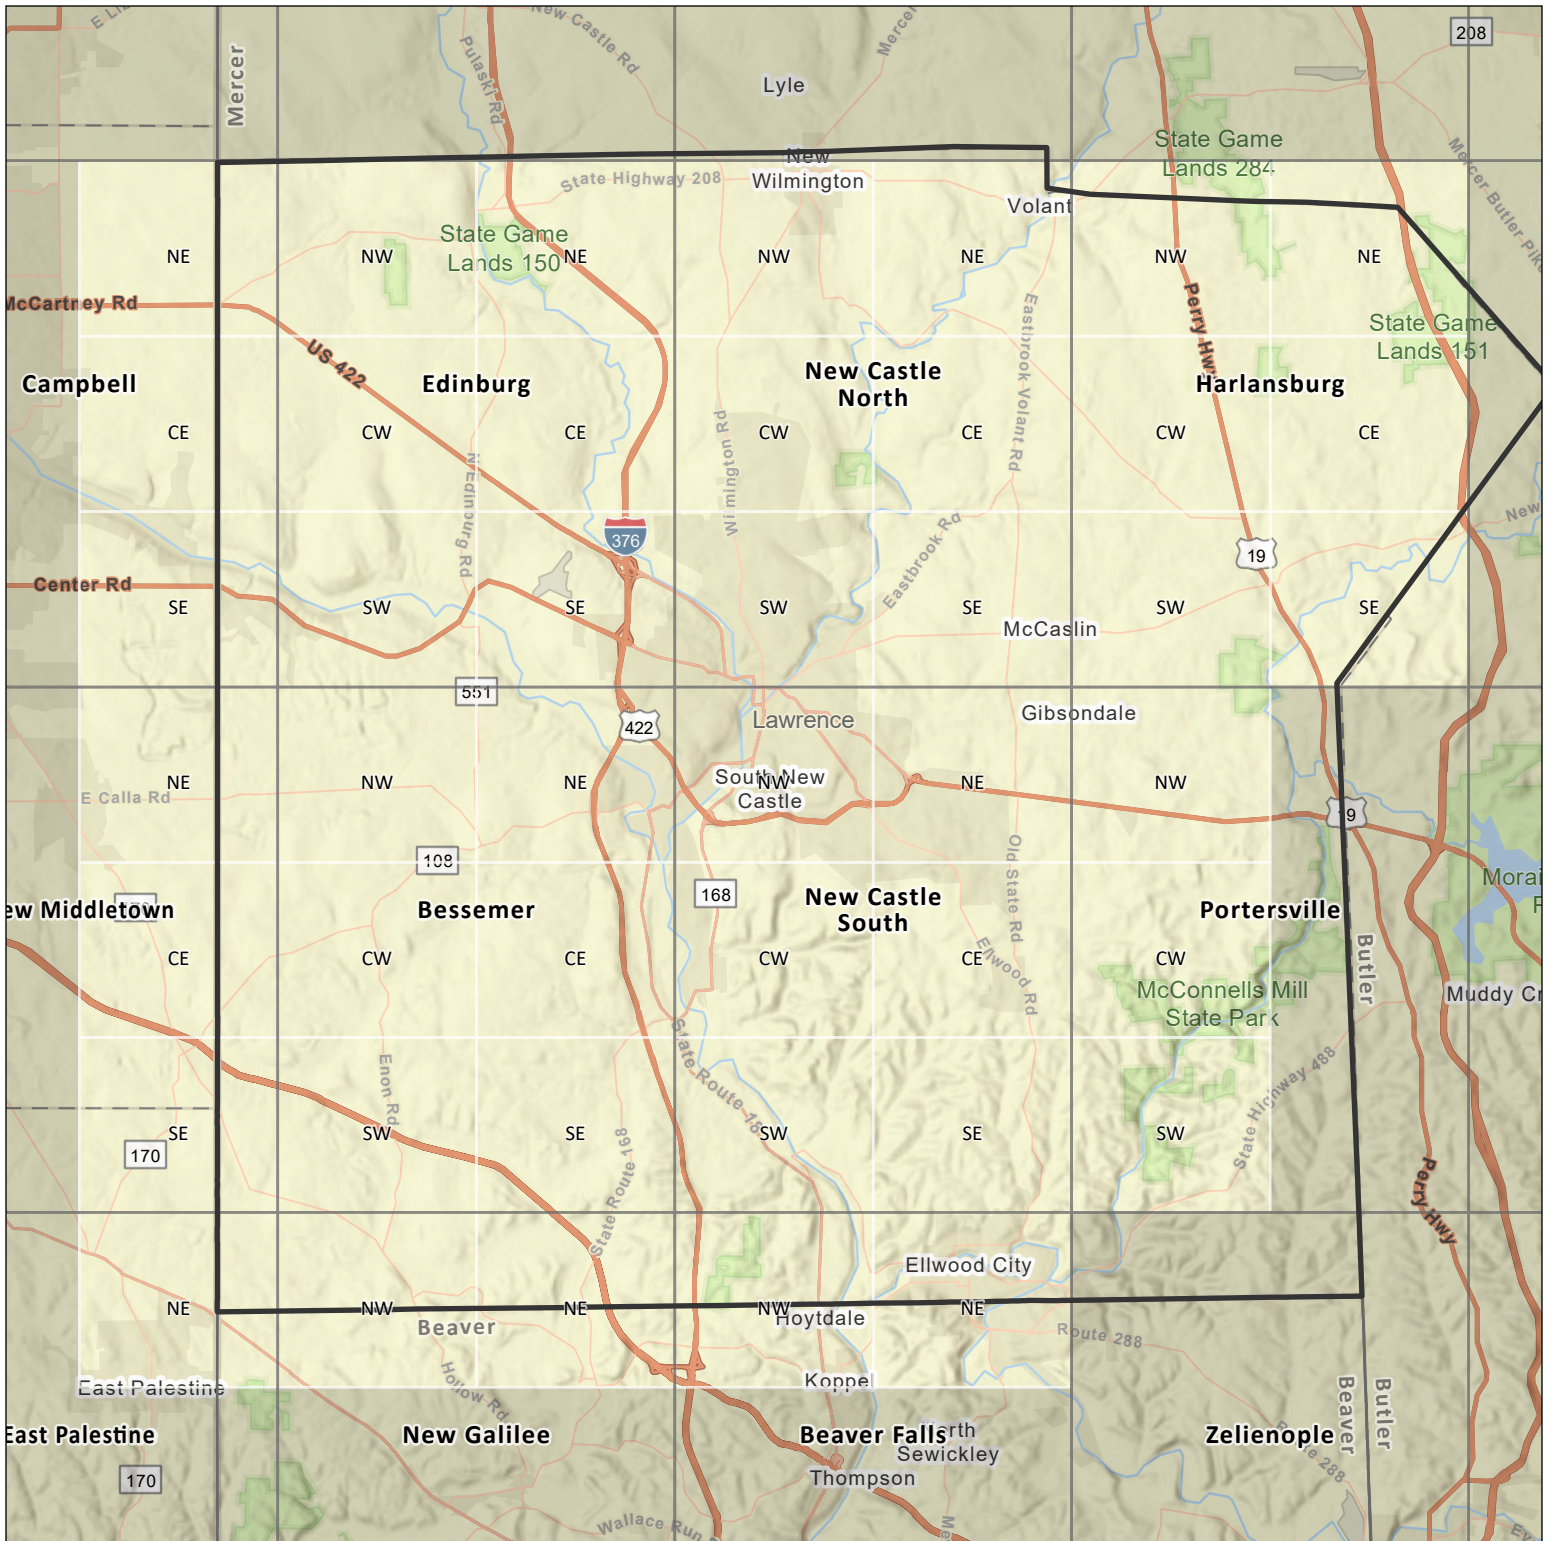 New Castle Rd
Mercer
208
Mercer
Pulaski Rd
Lyle
State Game
Lands 284
Mercer Butler Pike
New
Wilmington
State Highway 208
Volant
State Game
Lands 150
NE
NW
NE
NW
NE
NW
NE
McCartney Rd
US 422
Eastbrook Volant Rd
Perry Hwy
State Game
Lands 151
Campbell
Edinburg
New Castle
North
Harlansburg
CE
CW
CE
CW
CE
CW
CE
N Edinburg Rd
Wilmington Rd
376
Eastbrook Rd
19
New
Center Rd
SE
SW
SE
SW
SE
SW
SE
McCaslin
551
422
Lawrence
Gibsondale
NE
NW
NE
South New
Castle
NW
NE
NW
E Calla Rd
19
108
168
Old State Rd
New Middletown
Bessemer
New Castle
South
Portersville
Ellwood Rd
Butler
CE
CW
CE
CW
CE
CW
McConnells Mill
State Park
Muddy Cr
State Route 18
Enon Rd
State Highway 488
SE
SW
SE
SW
SE
SW
170
State Route 168
Perry Hwy
Ellwood City
NE
NW
NE
NW
NE
Hoytdale
Beaver
Route 288
East Palestine
Hollow Rd
Koppel
Beaver
Butler
East Palestine
New Galilee
Beaver Falls
North
Sewickley
Zelienople
Route 288
170
Thompson
Wallace Run